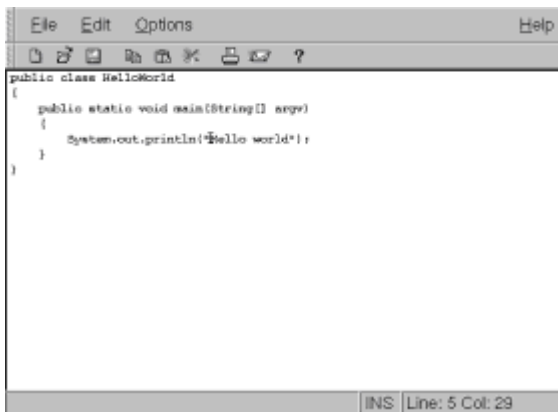 File Edit Options Help
?
public class HelloWorld
{
    public static void main(String[] argv)
    {
        System.out.println("Hello world");
    }
}
INS Line: 5 Col: 29